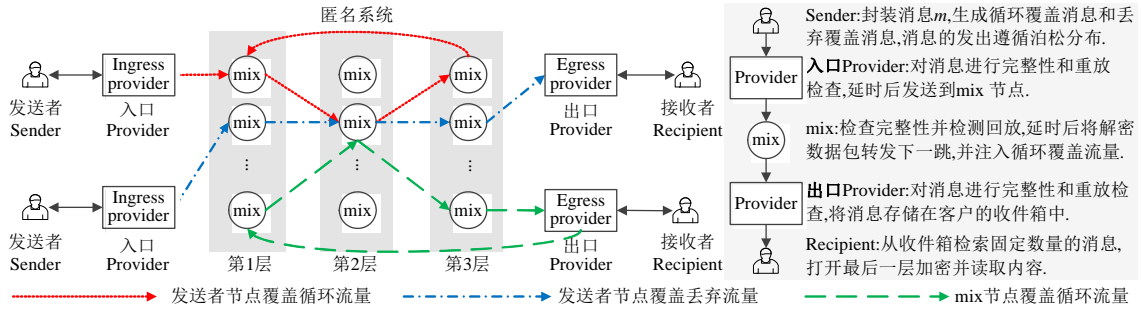 匿名系统
Ingress
provider
mix
mix
mix
Egress
provider
发送者
Sender
入口
Provider
出口
Provider
接收者
Recipient
mix
mix
mix
...
...
...
Ingress
provider
mix
mix
mix
Egress
provider
发送者
Sender
入口
Provider
第1层
第2层
第3层
出口
Provider
接收者
Recipient
发送者节点覆盖循环流量
发送者节点覆盖丢弃流量
mix节点覆盖循环流量
Sender:封装消息m,生成循环覆盖消息和丢
弃覆盖消息,消息的发出遵循泊松分布.
Provider
入口Provider:对消息进行完整性和重放
检查,延时后发送到mix 节点.
mix
mix:检查完整性并检测回放,延时后将解密
数据包转发下一跳,并注入循环覆盖流量.
Provider
出口Provider:对消息进行完整性和重放检
查,将消息存储在客户的收件箱中.
Recipient:从收件箱检索固定数量的消息,
打开最后一层加密并读取内容.